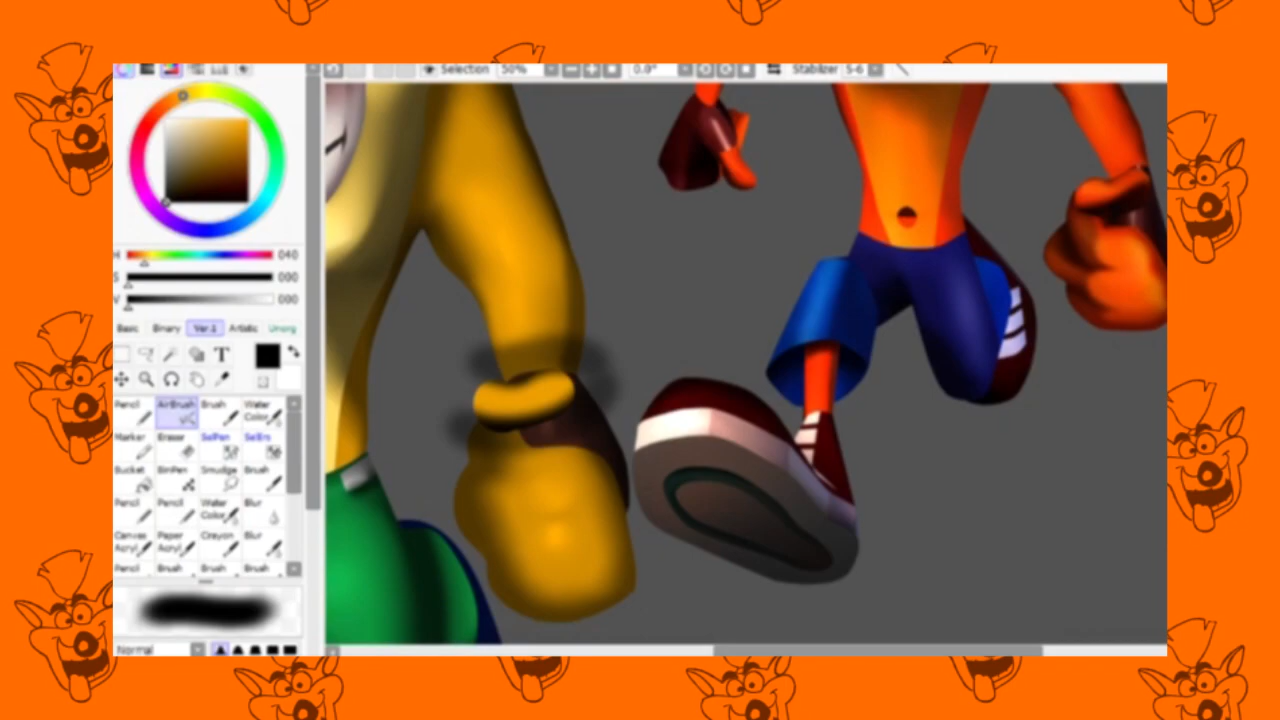 Selection 50% 0.0° Stabilizer S-6
H 040
S 000
V 000
Basic Binary Ver.1 Artistic
T
Pencil AirBrush Brush Water Color
Marker Eraser SelPen SelErs
Bucket BinPen Smudge Brush
Pencil Pencil Water Color Blur
Canvas Acryl Paper Acryl Crayon Blur
Pencil Brush Brush Brush
Normal